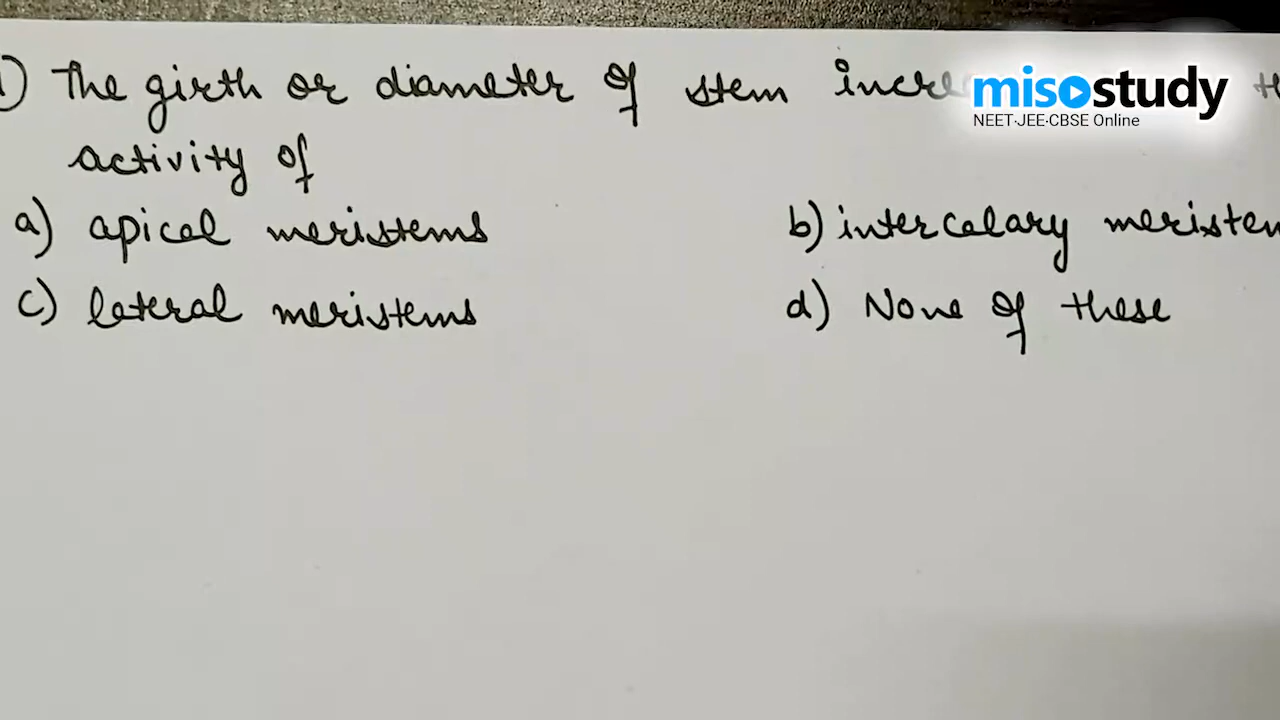 1) The girth or diameter of stem
activity of
a) apical meristems b) intercalary
c) lateral meristems d) None of these
misostudy
NEET-JEE-CBSE Online